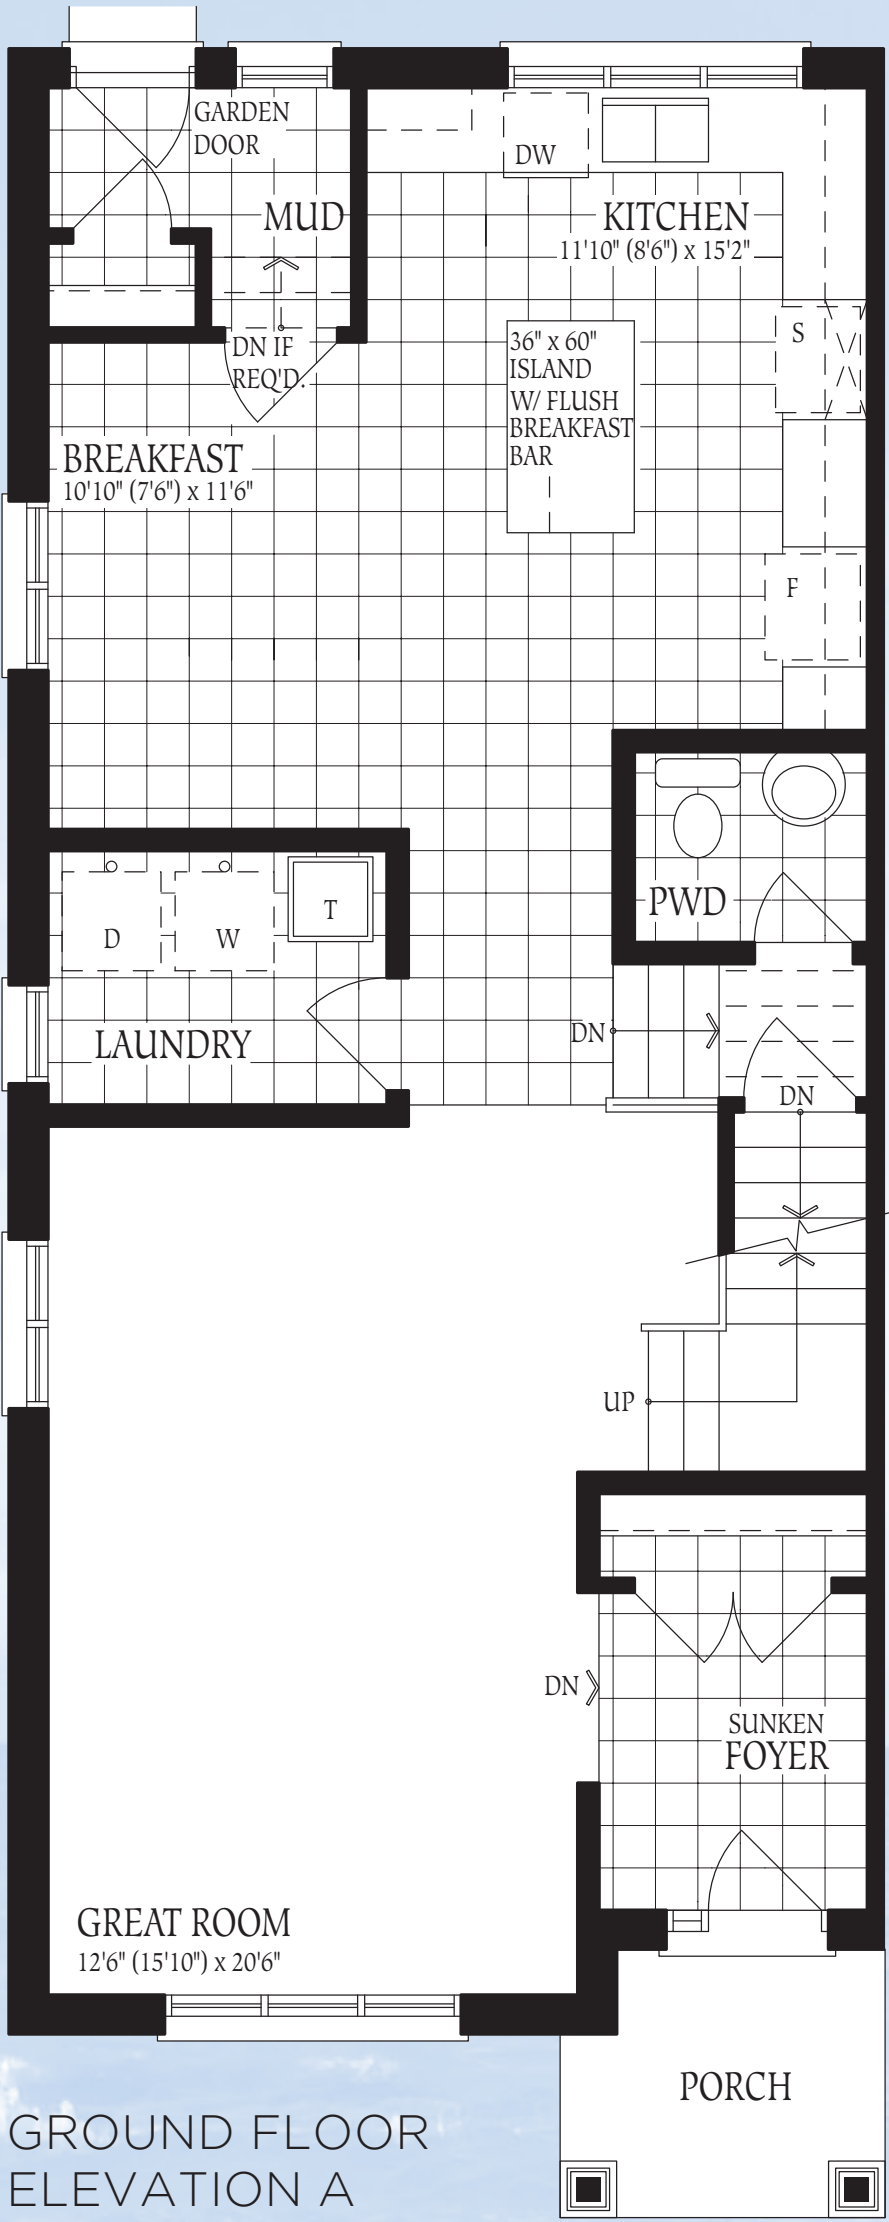 GARDEN
DOOR
MUD
DW
KITCHEN
11'10" (8'6") x 15'2"
DN IF
REQ'D.
36" x 60"
ISLAND
W/ FLUSH
BREAKFAST
BAR
S
BREAKFAST
10'10" (7'6") x 11'6"
F
PWD
D
W
T
LAUNDRY
DN
DN
UP
DN
SUNKEN
FOYER
GREAT ROOM
12'6" (15'10") x 20'6"
PORCH
GROUND FLOOR
ELEVATION A